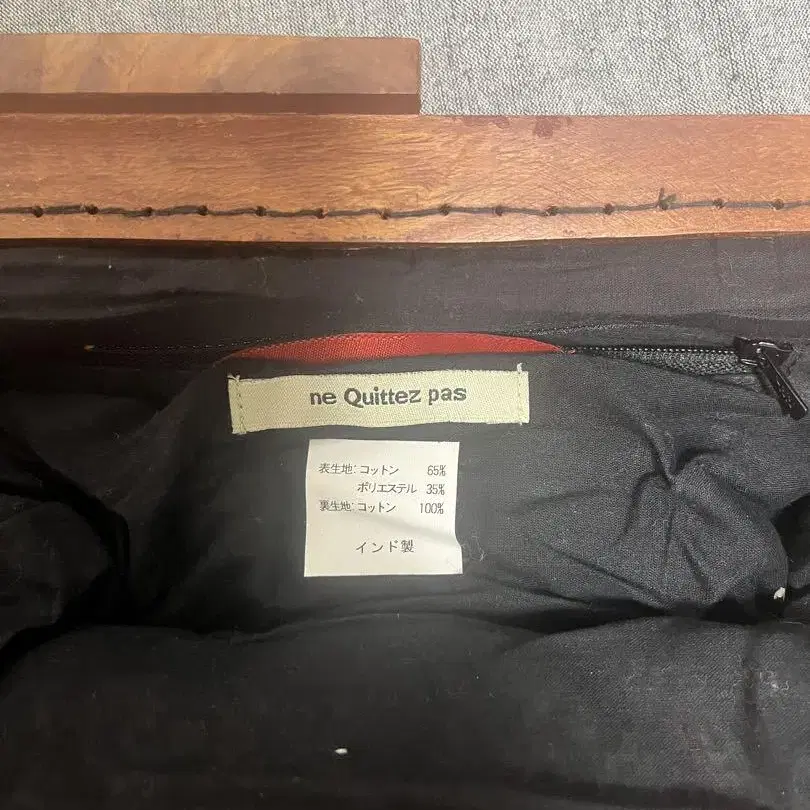 ne Quittez pas
表生地:コットン 65%
ポリエステル 35%
裏生地:コットン 100%
インド製